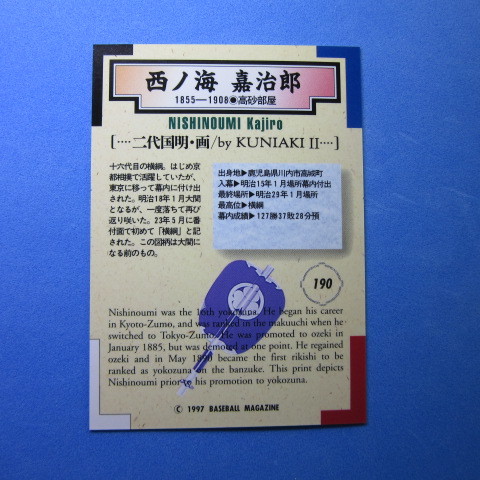 西ノ海 嘉治郎
1855—1908●高砂部屋
NISHINOUMI Kajiro
[‥‥二代国明・画/by KUNIAKI II‥‥]
十六代目の横綱。はじめ京
都相撲で活躍していたが、
東京に移って幕内に付け出
された。明治18年1月大関
となるが、一度落ちて再び
返り咲いた。23年5月に番
付面で初めて「横綱」と記
された。この図柄は大関に
なる前のもの。
出身地▶鹿児島県川内市高城町
入幕▶明治15年1月場所幕内付出
最終場所▶明治29年1月場所
最高位▶横綱
幕内成績▶127勝37敗28分預
190
Nishinoumi was the 16th yokozuna. He began his career
in Kyoto-Zumo, and was ranked in the makuuchi when he
switched to Tokyo-Zumo. He was promoted to ozeki in
January 1885, but was demoted at one point. He regained
ozeki and in May 1890 became the first rikishi to be
ranked as yokozuna on the banzuke. This print depicts
Nishinoumi prior to his promotion to yokozuna.
© 1997 BASEBALL MAGAZINE